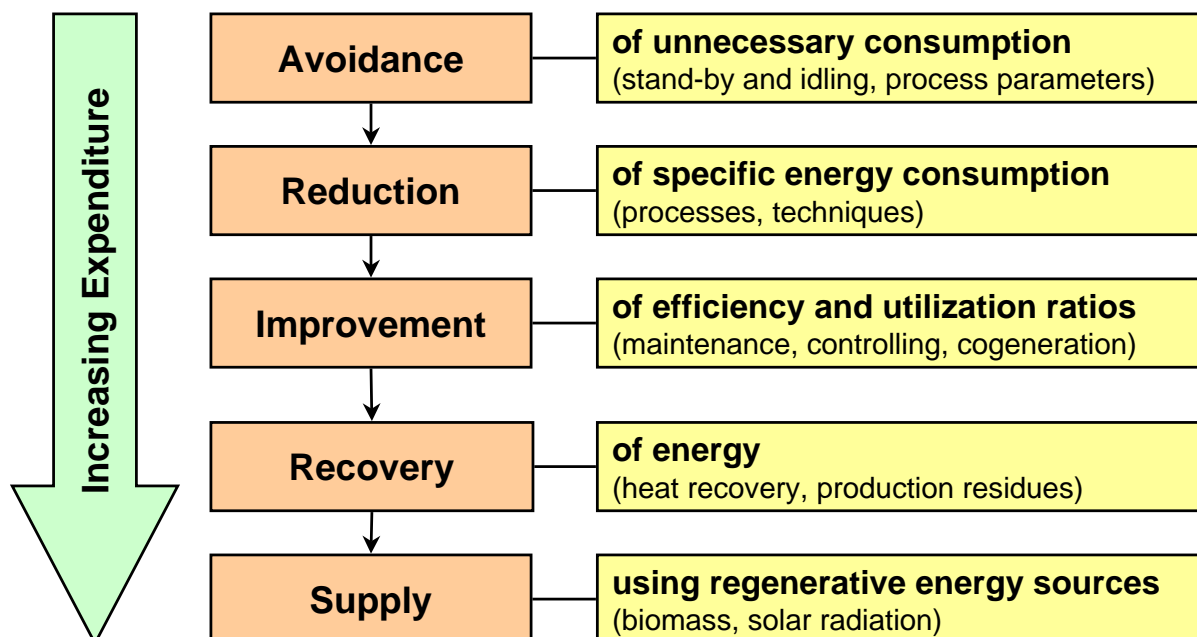 Increasing Expenditure
Avoidance
of unnecessary consumption
(stand-by and idling, process parameters)
Reduction
of specific energy consumption
(processes, techniques)
Improvement
of efficiency and utilization ratios
(maintenance, controlling, cogeneration)
Recovery
of energy
(heat recovery, production residues)
Supply
using regenerative energy sources
(biomass, solar radiation)